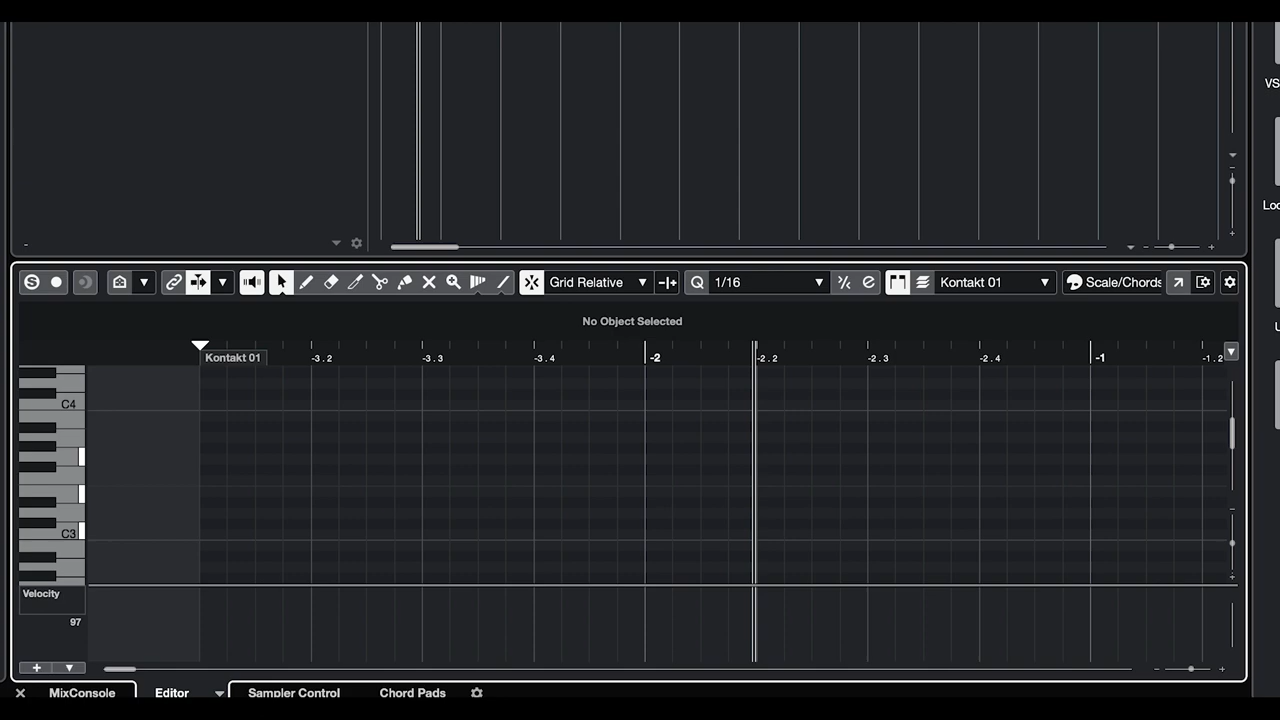 VS
Loc
-
Grid Relative
Q 1/16
Kontakt 01
Scale/Chords
No Object Selected
Kontakt 01
-3.2
-3.3
-3.4
-2
-2.2
-2.3
-2.4
-1
-1.2
C4
C3
Velocity
97
MixConsole
Editor
Sampler Control
Chord Pads